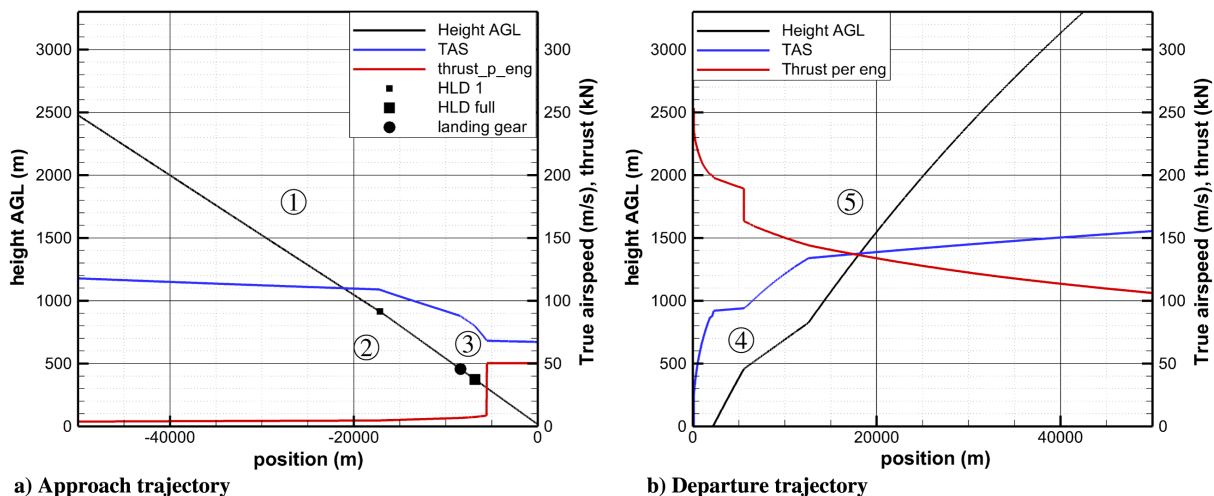 3300
3000
2500
2000
1500
1000
500
0
height AGL (m)
-40000
-20000
0
position (m)
300
250
200
150
100
50
0
True airspeed (m/s), thrust (kN)
Height AGL
TAS
thrust_p_eng
HLD 1
HLD full
landing gear
1
2
3
a) Approach trajectory
3000
2500
2000
1500
1000
500
0
height AGL (m)
0
20000
40000
position (m)
300
250
200
150
100
50
0
True airspeed (m/s), thrust (kN)
Height AGL
TAS
Thrust per eng
4
5
b) Departure trajectory